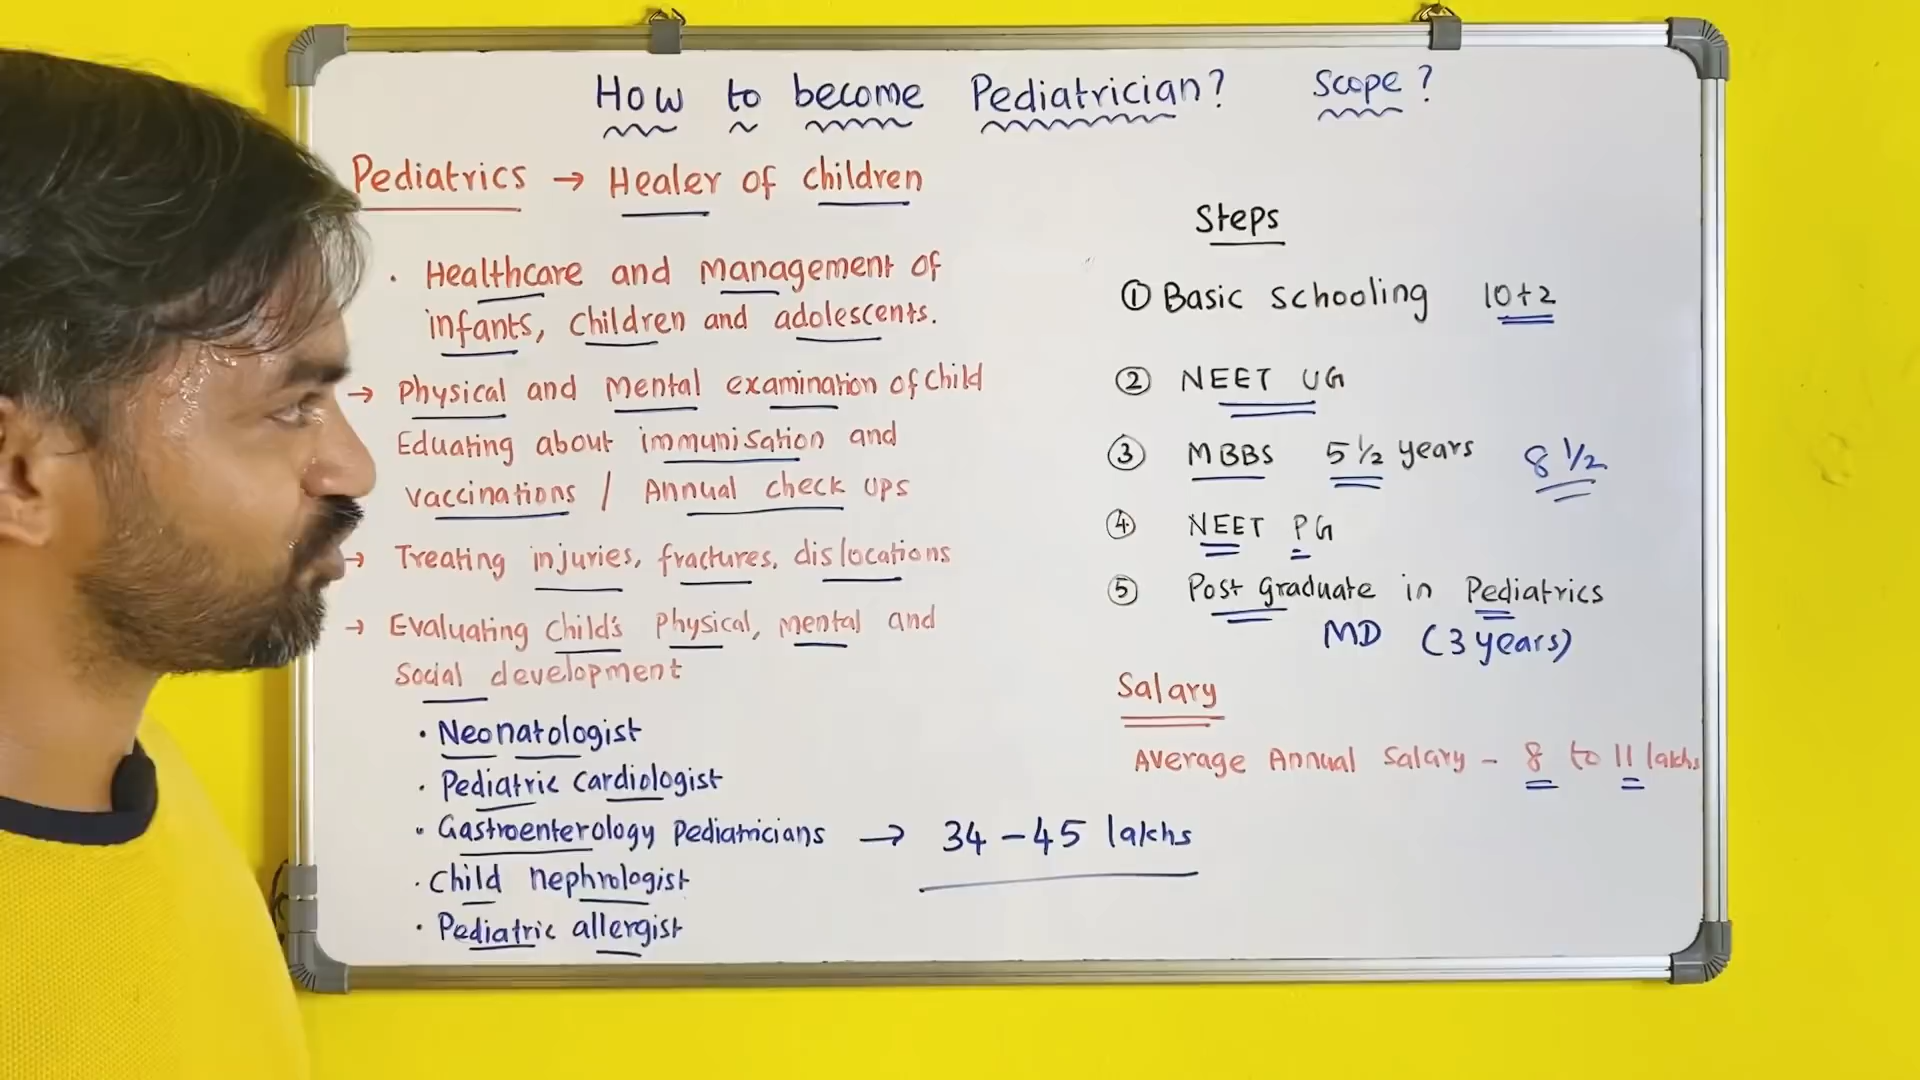 How to become Pediatrician? Scope?
Pediatrics → Healer of children
· Healthcare and management of
infants, children and adolescents.
→ Physical and mental examination of child
Eduating about immunisation and
vaccinations / Annual check ups
→ Treating injuries, fractures, dislocations
→ Evaluating child's physical, mental and
social development
· Neonatologist
· Pediatric cardiologist
· Gastroenterology pediatricians → 34 – 45 lakhs
· child nephrologist
· Pediatric allergist
Steps
① Basic schooling 10+2
② NEET UG
③ MBBS 5 ½ years 8 ½
④ NEET PG
⑤ Post graduate in Pediatrics
MD (3 years)
Salary
Average Annual Salary – 8 to 11 lakhs